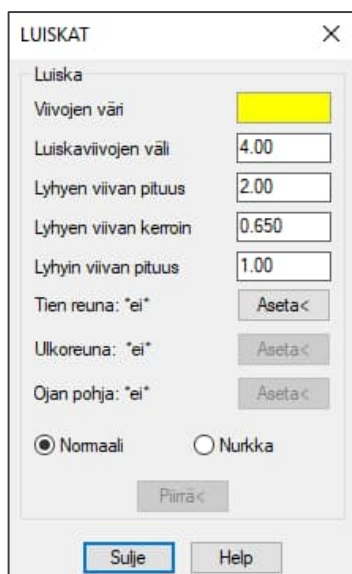 LUISKAT
Luiska
Viivojen väri
Luiskaviivojen väli 4.00
Lyhyen viivan pituus 2.00
Lyhyen viivan kerroin 0.650
Lyhyin viivan pituus 1.00
Tien reuna: "ei" Aseta<
Ulkoreuna: "ei" Aseta<
Ojan pohja: "ei" Aseta<
Normaali Nurkka
Piirrä<
Sulje Help